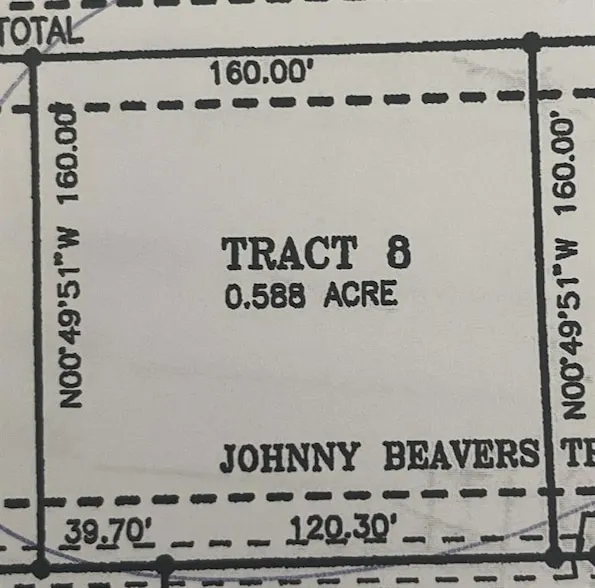 TOTAL
160.00'
N00°49'51"W 160.00'
TRACT 8
0.588 ACRE
N00°49'51"W 160.00'
JOHNNY BEAVERS
39.70'
120.30'